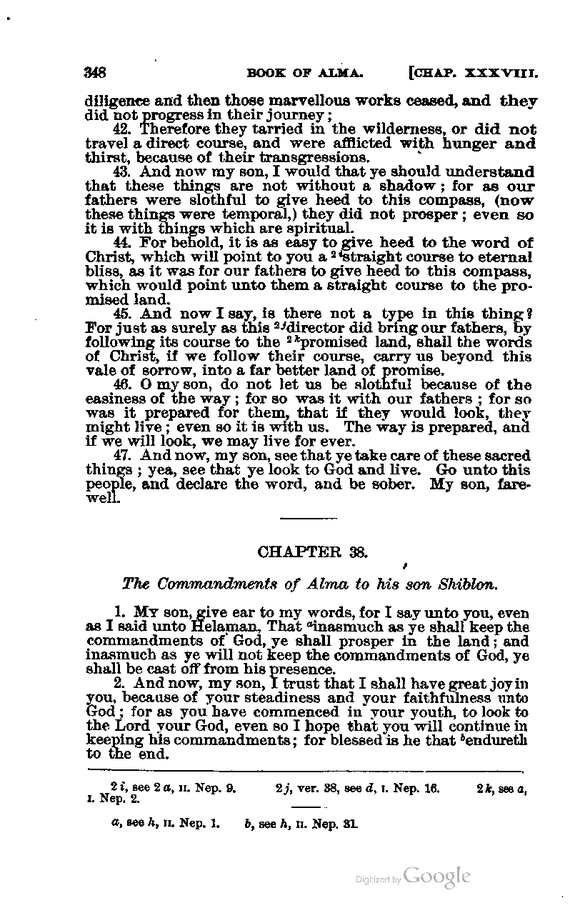 348 BOOK OF ALMA. [CHAP. XXXVIII.
diligence and then those marvellous works ceased, and they
did not progress in their journey;
42. Therefore they tarried in the wilderness, or did not
travel a direct course, and were afflicted with hunger and
thirst, because of their transgressions.
43. And now my son, I would that ye should understand
that these things are not without a shadow; for as our
fathers were slothful to give heed to this compass, (now
these things were temporal,) they did not prosper; even so
it is with things which are spiritual.
44. For behold, it is as easy to give heed to the word of
Christ, which will point to you a ²ⁱstraight course to eternal
bliss, as it was for our fathers to give heed to this compass,
which would point unto them a straight course to the pro-
mised land.
45. And now I say, is there not a type in this thing?
For just as surely as this ²ʲdirector did bring our fathers, by
following its course to the ²ᵏpromised land, shall the words
of Christ, if we follow their course, carry us beyond this
vale of sorrow, into a far better land of promise.
46. O my son, do not let us be slothful because of the
easiness of the way; for so was it with our fathers; for so
was it prepared for them, that if they would look, they
might live; even so it is with us. The way is prepared, and
if we will look, we may live for ever.
47. And now, my son, see that ye take care of these sacred
things; yea, see that ye look to God and live. Go unto this
people, and declare the word, and be sober. My son, fare-
well.
CHAPTER 38.
The Commandments of Alma to his son Shiblon.
1. MY son, give ear to my words, for I say unto you, even
as I said unto Helaman, That ᵃinasmuch as ye shall keep the
commandments of God, ye shall prosper in the land; and
inasmuch as ye will not keep the commandments of God, ye
shall be cast off from his presence.
2. And now, my son, I trust that I shall have great joy in
you, because of your steadiness and your faithfulness unto
God; for as you have commenced in your youth, to look to
the Lord your God, even so I hope that you will continue in
keeping his commandments; for blessed is he that ᵇendureth
to the end.
2 i, see 2 a, II. Nep. 9. 2 j, ver. 38, see d, I. Nep. 16. 2 k, see a,
I. Nep. 2.
a, see h, II. Nep. 1. b, see h, II. Nep. 31.
Digitized by Google